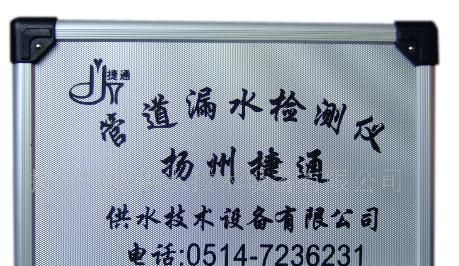 捷通
管道漏水检测仪
扬州捷通
供水技术设备有限公司
电话:0514-7236231